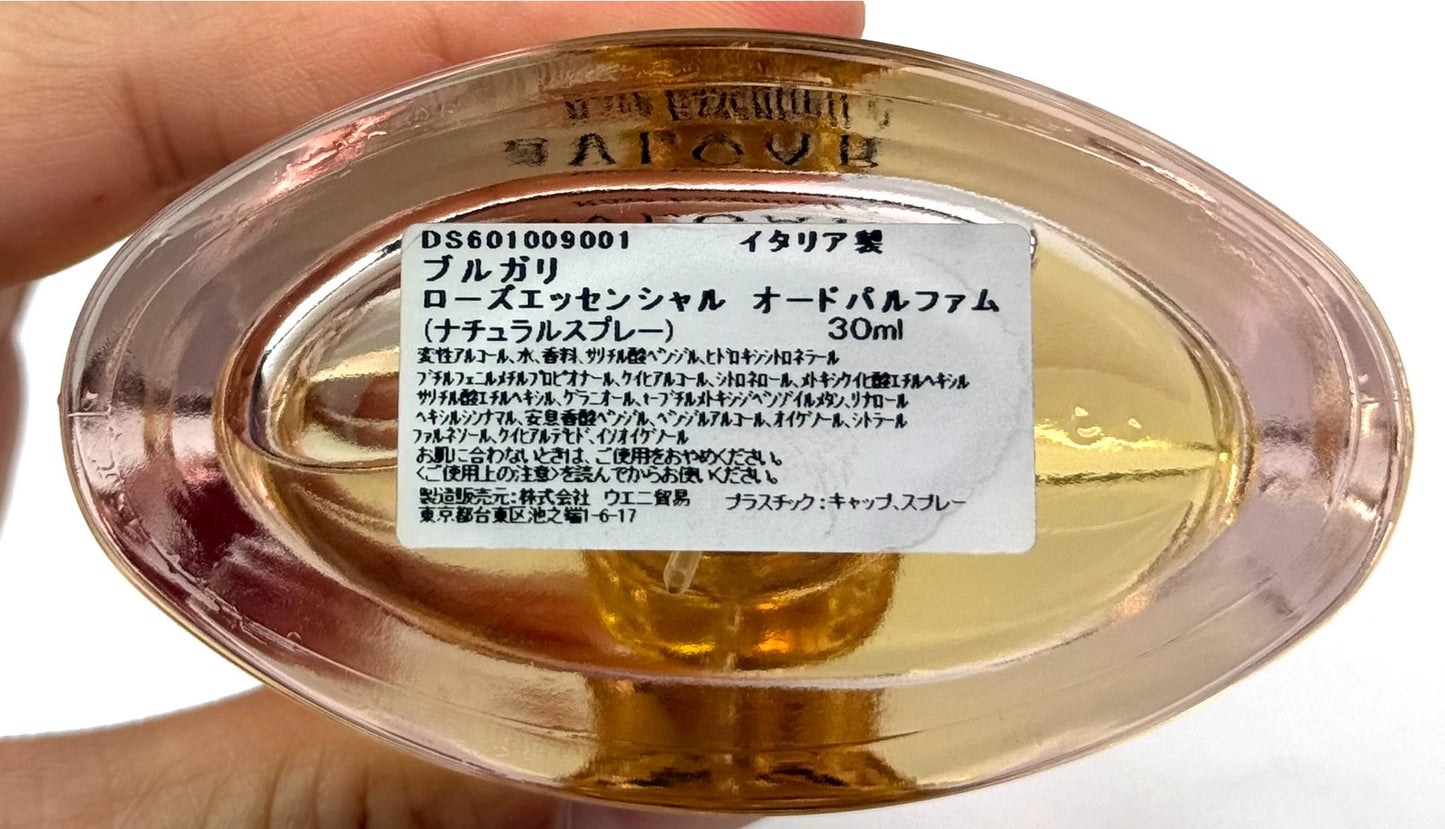 BVLGARI
DS601009001 イタリア製
ブルガリ
ローズエッセンシャル オードパルファム
(ナチュラルスプレー) 30ml
変性アルコール、水、香料、サリチル酸ベンジル、ヒドロキシシトロネラール
ブチルフェニルメチルプロピオナール、ケイヒアルコール、シトロネロール、メトキシケイヒ酸エチルヘキシル
サリチル酸エチルヘキシル、ゲラニオール、t-ブチルメトキシジベンゾイルメタン、リナロール
ヘキシルシンナマル、安息香酸ベンジル、ベンジルアルコール、オイゲノール、シトラール
ファルネソール、ケイヒアルデヒド、イソオイゲノール
お肌に合わないときは、ご使用をおやめください。
<ご使用上の注意>を読んでからお使いください。
製造販売元:株式会社 ウエニ貿易 プラスチック:キャップ、スプレー
東京都台東区池之端1-6-17